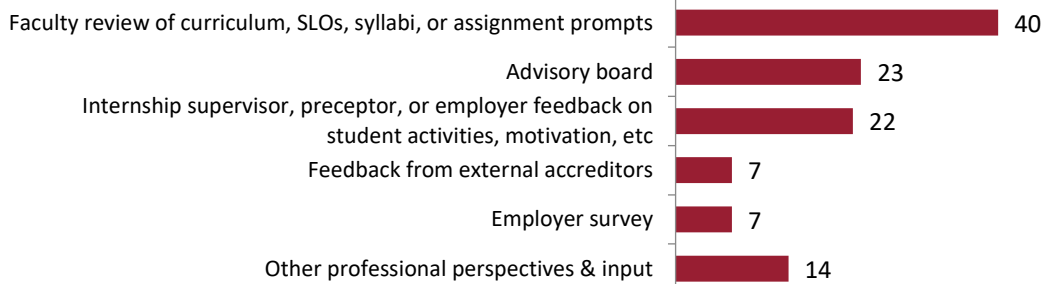 Faculty review of curriculum, SLOs, syllabi, or assignment prompts 40
Advisory board 23
Internship supervisor, preceptor, or employer feedback on
student activities, motivation, etc 22
Feedback from external accreditors 7
Employer survey 7
Other professional perspectives & input 14